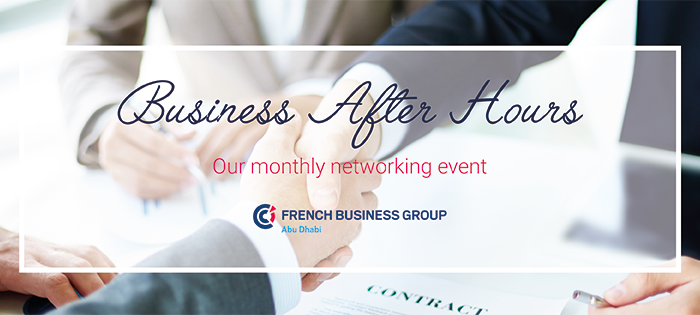 Business After Hours
Our monthly networking event
FRENCH BUSINESS GROUP
Abu Dhabi
CONTRACT